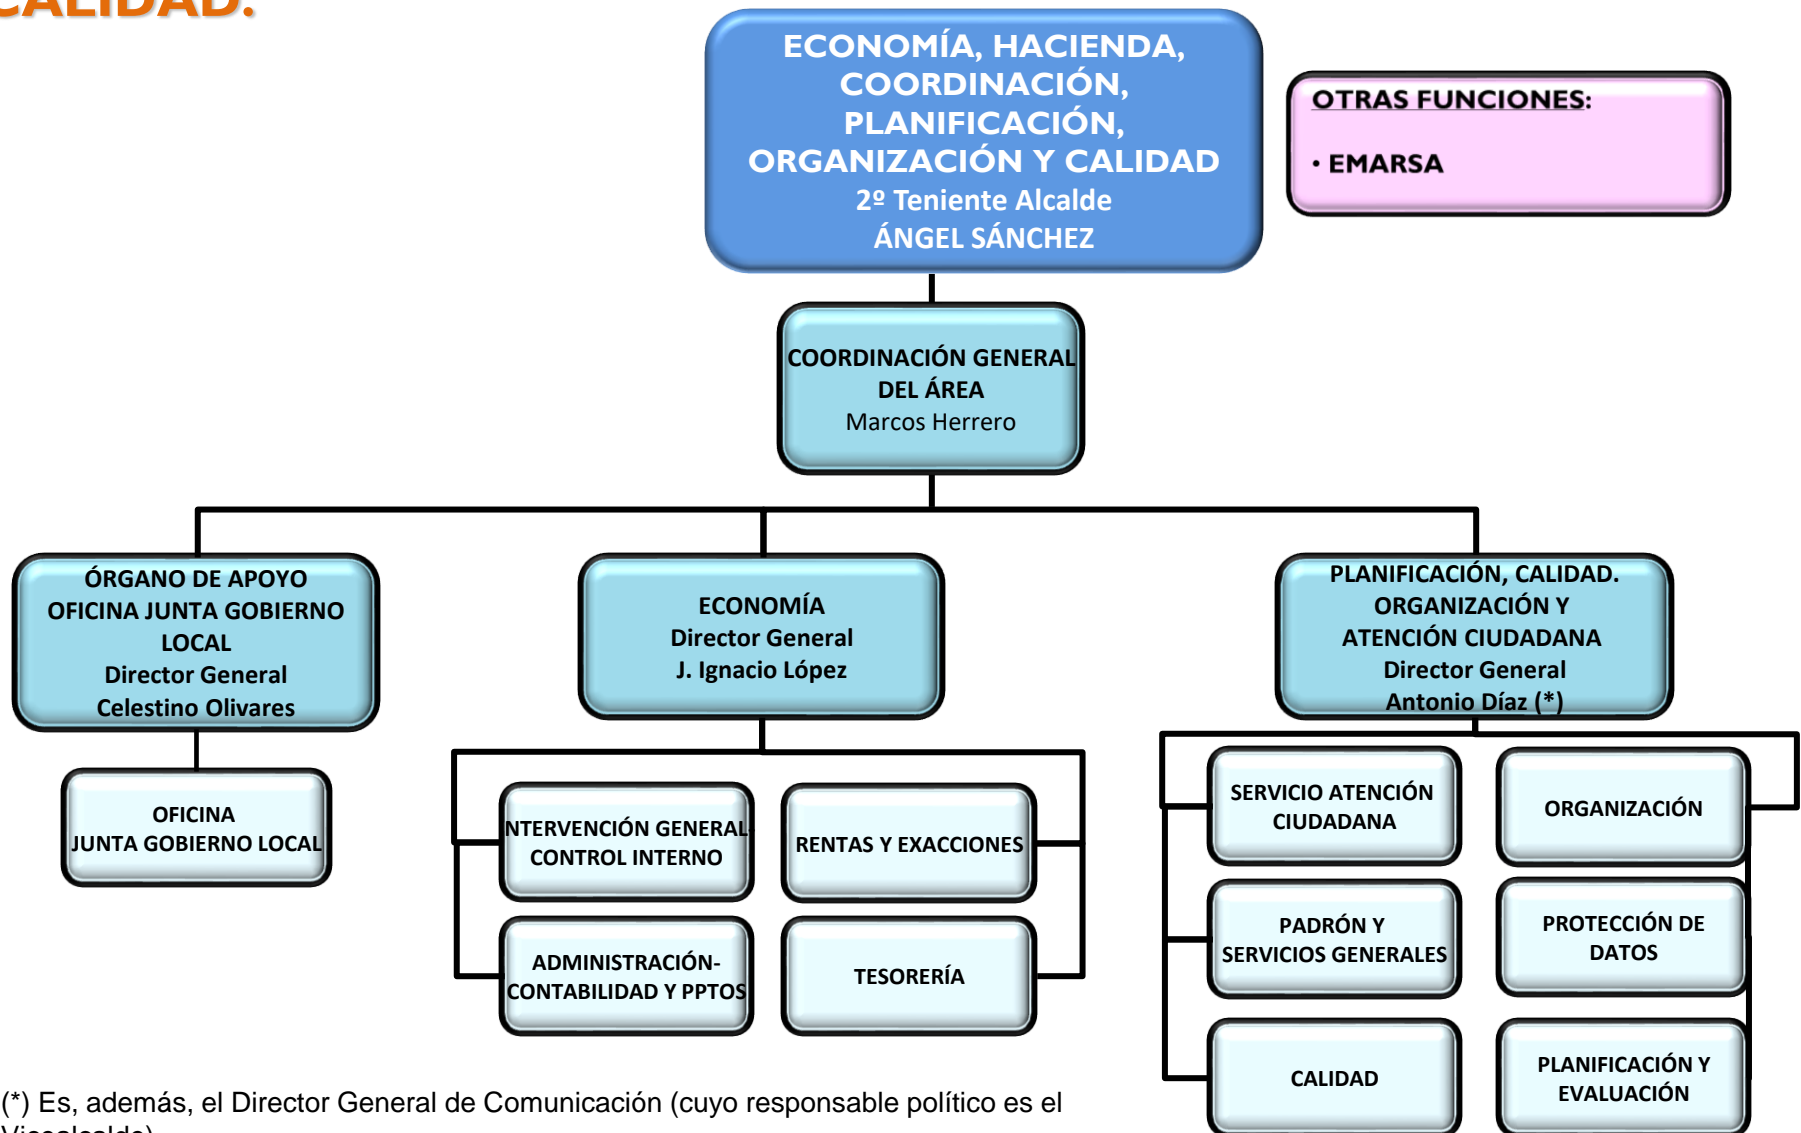 CALIDAD.
ECONOMÍA, HACIENDA,
COORDINACIÓN,
PLANIFICACIÓN,
ORGANIZACIÓN Y CALIDAD
2º Teniente Alcalde
ÁNGEL SÁNCHEZ
OTRAS FUNCIONES:
• EMARSA
COORDINACIÓN GENERAL
DEL ÁREA
Marcos Herrero
ÓRGANO DE APOYO
OFICINA JUNTA GOBIERNO
LOCAL
Director General
Celestino Olivares
ECONOMÍA
Director General
J. Ignacio López
PLANIFICACIÓN, CALIDAD.
ORGANIZACIÓN Y
ATENCIÓN CIUDADANA
Director General
Antonio Díaz (*)
OFICINA
JUNTA GOBIERNO LOCAL
NTERVENCIÓN GENERAL-
CONTROL INTERNO
RENTAS Y EXACCIONES
ADMINISTRACIÓN-
CONTABILIDAD Y PPTOS
TESORERÍA
SERVICIO ATENCIÓN
CIUDADANA
ORGANIZACIÓN
PADRÓN Y
SERVICIOS GENERALES
PROTECCIÓN DE
DATOS
CALIDAD
PLANIFICACIÓN Y
EVALUACIÓN
(*) Es, además, el Director General de Comunicación (cuyo responsable político es el
Vicealcalde)